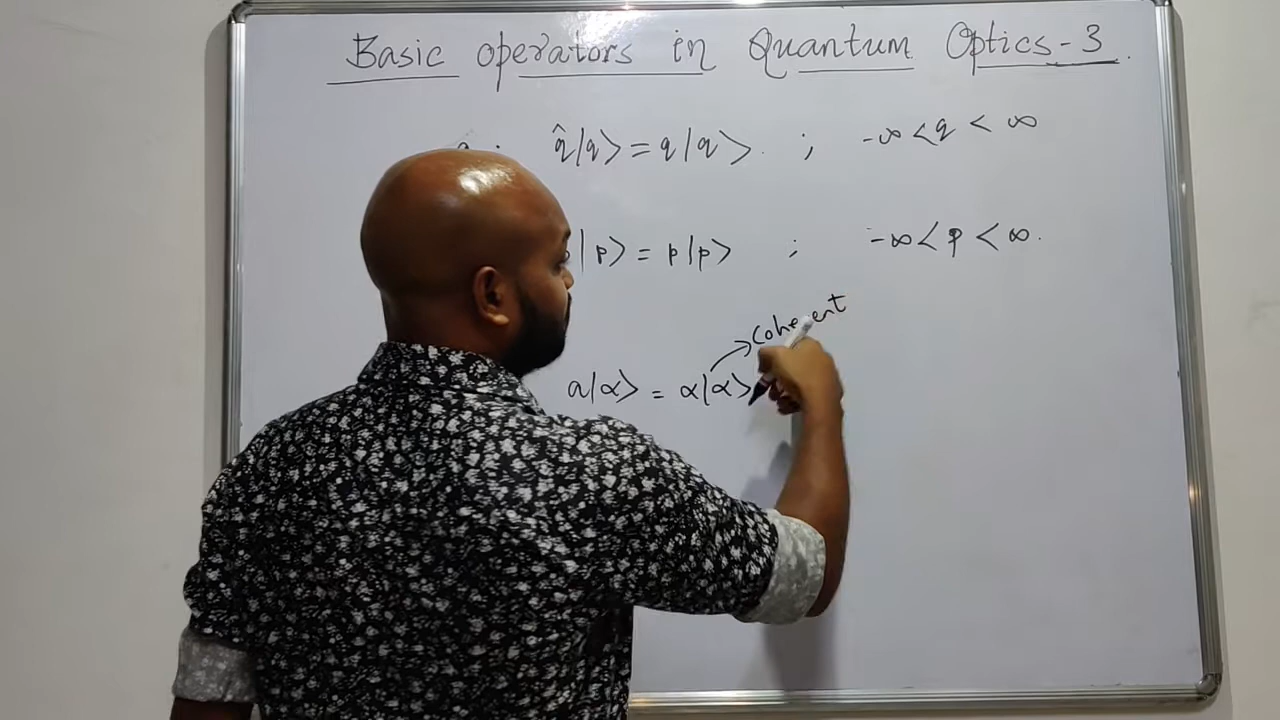 Basic operators in Quantum Optics - 3.
q̂|q⟩ = q|q⟩. ; -∞ < q < ∞
|p⟩ = p|p⟩ ; -∞ < p < ∞.
Coherent
a|α⟩ = α|α⟩